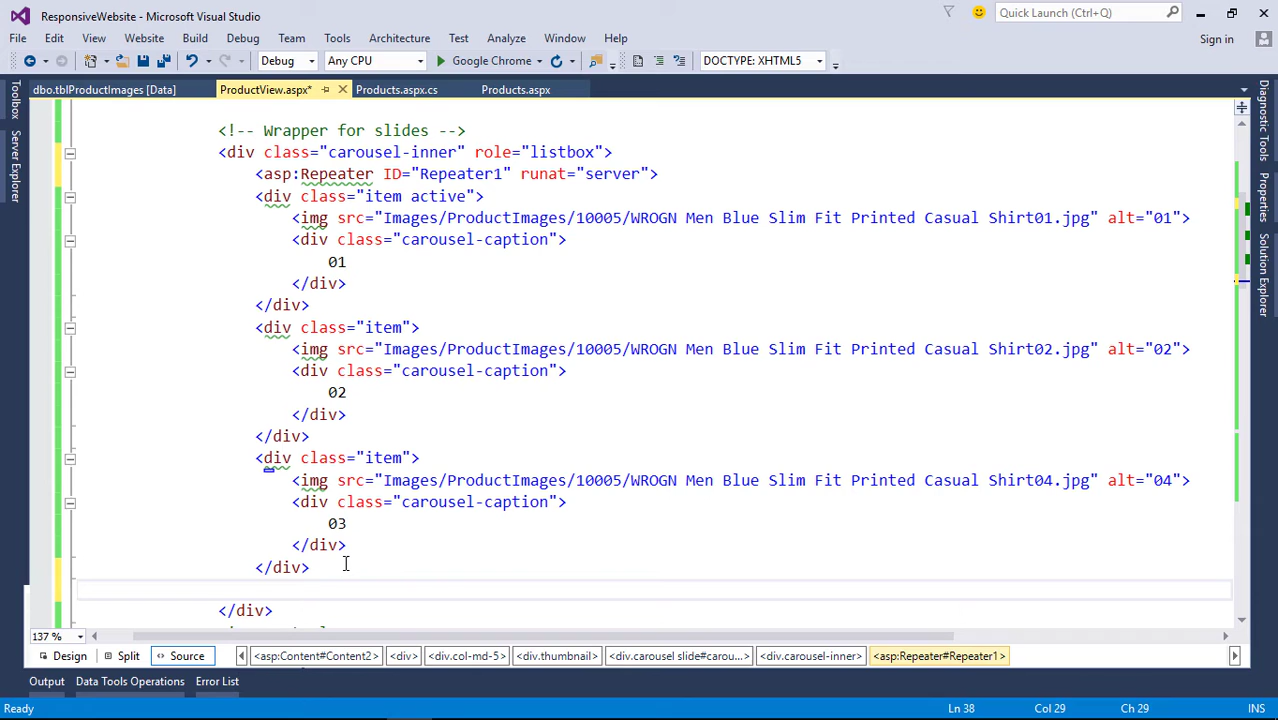 ResponsiveWebsite - Microsoft Visual Studio
Quick Launch (Ctrl+Q)
File Edit View Website Build Debug Team Tools Architecture Test Analyze Window Help
Sign in
Debug Any CPU Google Chrome DOCTYPE: XHTML5
Toolbox
Server Explorer
dbo.tblProductImages [Data] ProductView.aspx* Products.aspx.cs Products.aspx
Diagnostic Tools
Properties
Solution Explorer
<!-- Wrapper for slides -->
<div class="carousel-inner" role="listbox">
<asp:Repeater ID="Repeater1" runat="server">
<div class="item active">
<img src="Images/ProductImages/10005/WROGN Men Blue Slim Fit Printed Casual Shirt01.jpg" alt="01">
<div class="carousel-caption">
01
</div>
</div>
<div class="item">
<img src="Images/ProductImages/10005/WROGN Men Blue Slim Fit Printed Casual Shirt02.jpg" alt="02">
<div class="carousel-caption">
02
</div>
</div>
<div class="item">
<img src="Images/ProductImages/10005/WROGN Men Blue Slim Fit Printed Casual Shirt04.jpg" alt="04">
<div class="carousel-caption">
03
</div>
</div>
</div>
137 %
Design Split Source <asp:Content#Content2> <div> <div.col-md-5> <div.thumbnail> <div.carousel slide#carou...> <div.carousel-inner> <asp:Repeater#Repeater1>
Output Data Tools Operations Error List
Ready Ln 38 Col 29 Ch 29 INS